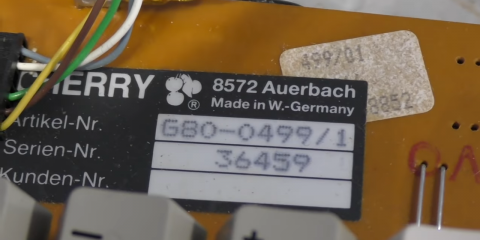 CHERRY ® 8572 Auerbach
Made in W.-Germany
Artikel-Nr. G80-0499/1
Serien-Nr. 36459
Kunden-Nr.
499/01
8852